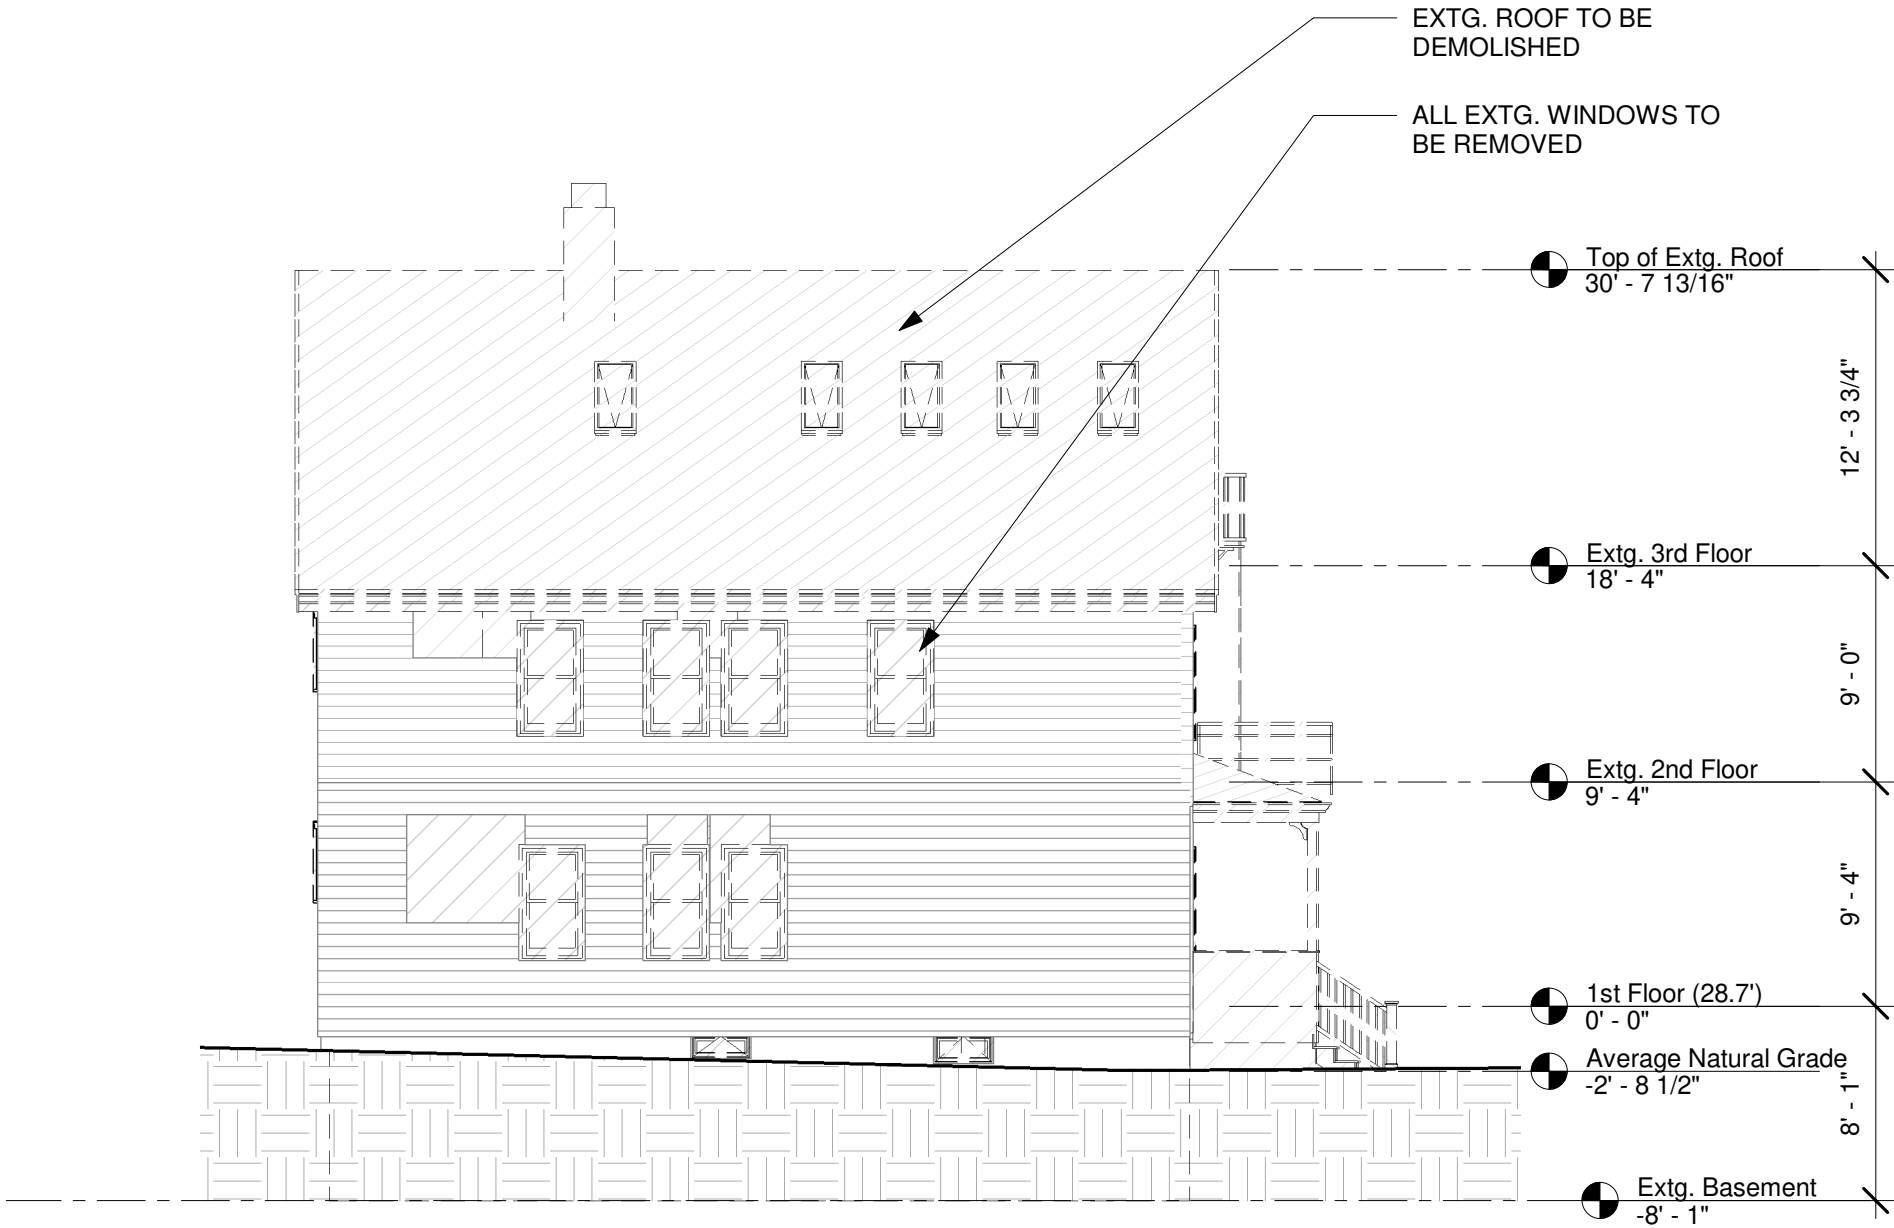 EXTG. ROOF TO BE
DEMOLISHED
ALL EXTG. WINDOWS TO
BE REMOVED
Top of Extg. Roof
30' - 7 13/16"
12' - 3 3/4"
Extg. 3rd Floor
18' - 4"
9' - 0"
Extg. 2nd Floor
9' - 4"
9' - 4"
1st Floor (28.7')
0' - 0"
Average Natural Grade
-2' - 8 1/2"
8' - 1"
Extg. Basement
-8' - 1"